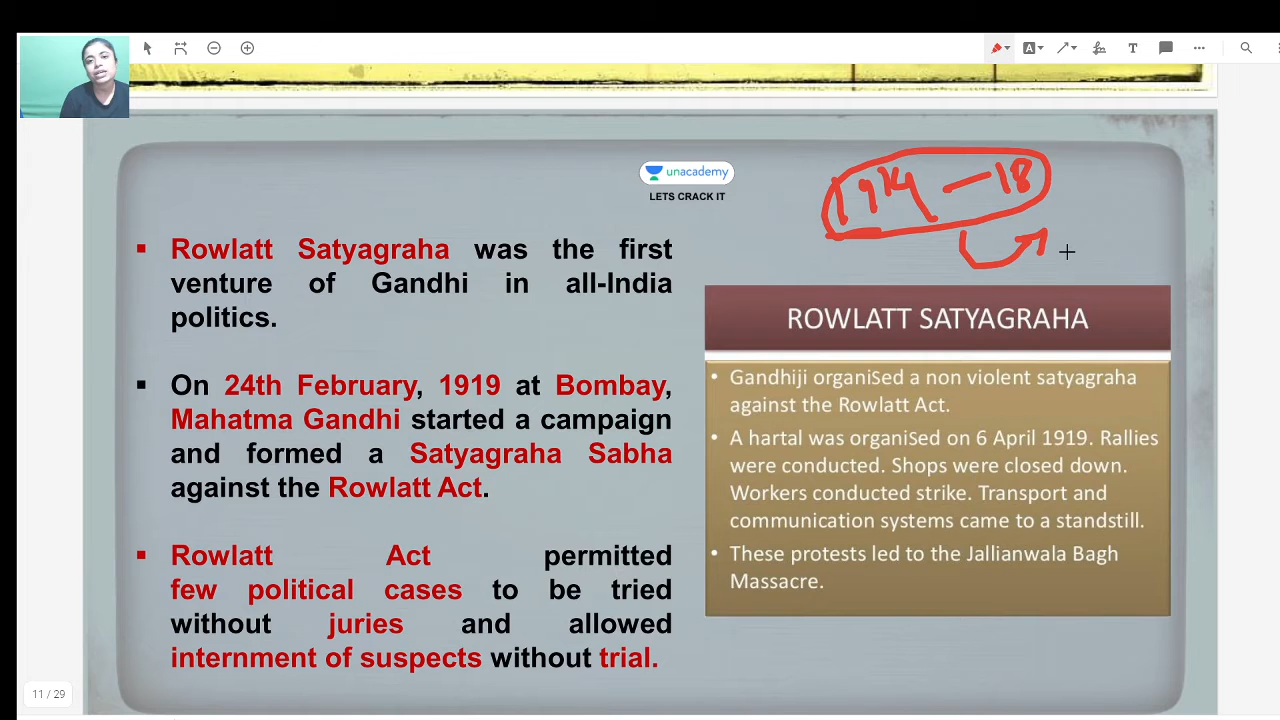 unacademy
LETS CRACK IT
1914 — 18
▪ Rowlatt Satyagraha was the first
venture of Gandhi in all-India
politics.
▪ On 24th February, 1919 at Bombay,
Mahatma Gandhi started a campaign
and formed a Satyagraha Sabha
against the Rowlatt Act.
▪ Rowlatt Act permitted
few political cases to be tried
without juries and allowed
internment of suspects without trial.
ROWLATT SATYAGRAHA
• Gandhiji organiSed a non violent satyagraha
against the Rowlatt Act.
• A hartal was organiSed on 6 April 1919. Rallies
were conducted. Shops were closed down.
Workers conducted strike. Transport and
communication systems came to a standstill.
• These protests led to the Jallianwala Bagh
Massacre.
11 / 29